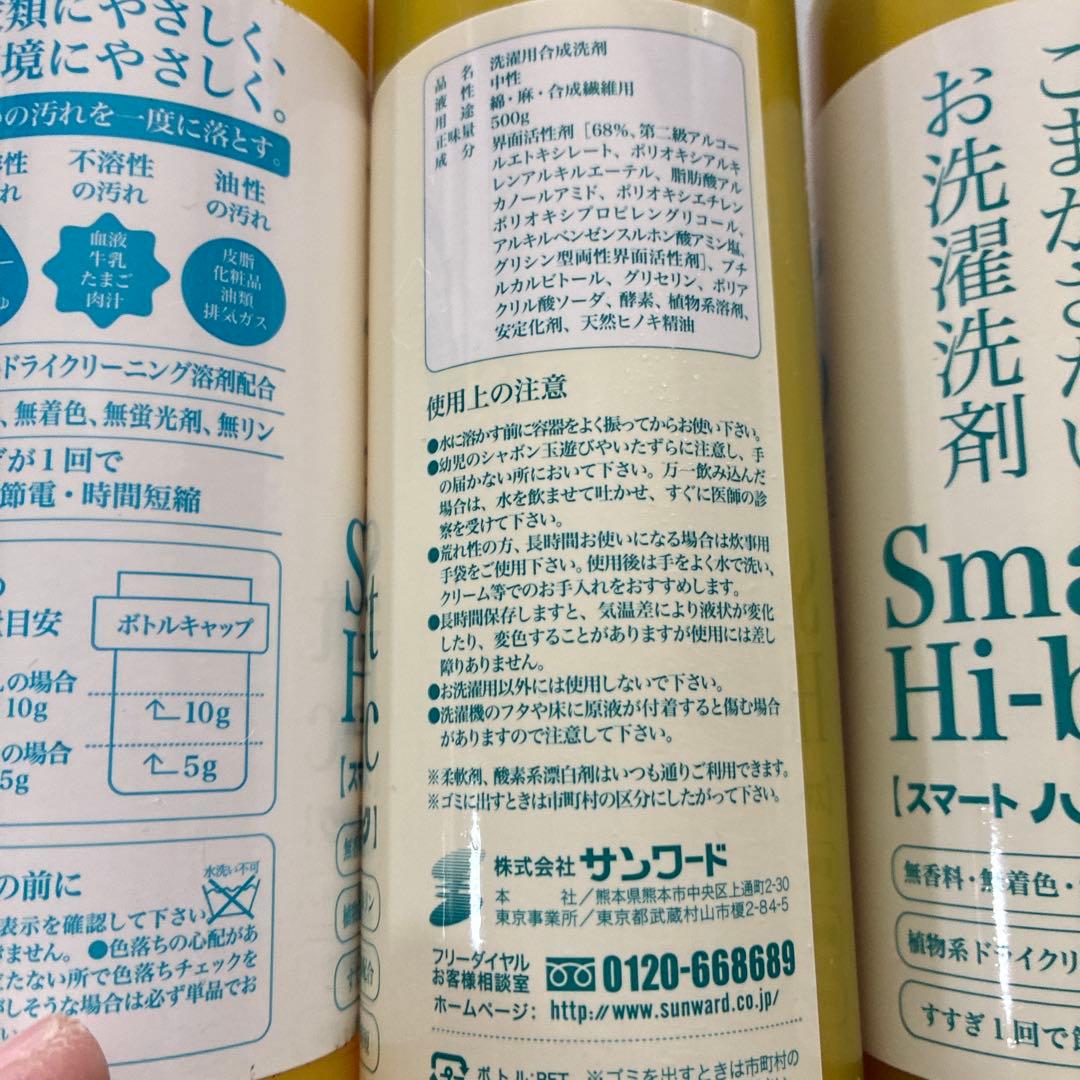 類にやさしく、
境にやさしく。
の汚れを一度に落とす。
性
れ
不溶性
の汚れ
油性
の汚れ
血液
牛乳
たまご
肉汁
皮脂
化粧品
油類
排気ガス
ドライクリーニング溶剤配合
、無着色、無蛍光剤、無リン
ぎが1回で
節電・時間短縮
目安
ボトルキャップ
の場合
10g
10g
の場合
5g
5g
水洗い不可
の前に
表示を確認して下さい
きません。●色落ちの心配があ
立たない所で色落ちチェックを
がしそうな場合は必ず単品でお
品名 洗濯用合成洗剤
液性 中性
用途 綿・麻・合成繊維用
正味量 500g
成分 界面活性剤［68%、第二級アルコー
ルエトキシレート、ポリオキシアルキ
レンアルキルエーテル、脂肪酸アル
カノールアミド、ポリオキシエチレン
ポリオキシプロピレングリコール、
アルキルベンゼンスルホン酸アミン塩、
グリシン型両性界面活性剤］、ブチ
ルカルビトール、グリセリン、ポリア
クリル酸ソーダ、酵素、植物系溶剤、
安定化剤、天然ヒノキ精油
使用上の注意
●水に溶かす前に容器をよく振ってからお使い下さい。
●幼児のシャボン玉遊びやいたずらに注意し、手
の届かない所において下さい。万一飲み込んだ
場合は、水を飲ませて吐かせ、すぐに医師の診
察を受けて下さい。
●荒れ性の方、長時間お使いになる場合は炊事用
手袋をご使用下さい。使用後は手をよく水で洗い、
クリーム等でのお手入れをおすすめします。
●長時間保存しますと、気温差により液状が変化
したり、変色することがありますが使用には差し
障りありません。
●お洗濯用以外には使用しないで下さい。
●洗濯機のフタや床に原液が付着すると傷む場合
がありますので注意して下さい。
※柔軟剤、酸素系漂白剤はいつも通りご利用できます。
※ゴミに出すときは市町村の区分にしたがって下さい。
株式会社 サンワード
本 社／熊本県熊本市中央区上通町2-30
東京事業所／東京都武蔵村山市榎2-84-5
フリーダイヤル
お客様相談室
0120-668689
ホームページ： http://www.sunward.co.jp/
ボトル:PET ※ゴミを出すときは市町村の
お洗濯洗剤
Sma
Hi-b
【スマート ハ
無香料・無着色・
植物系ドライクリ
すすぎ1回で節